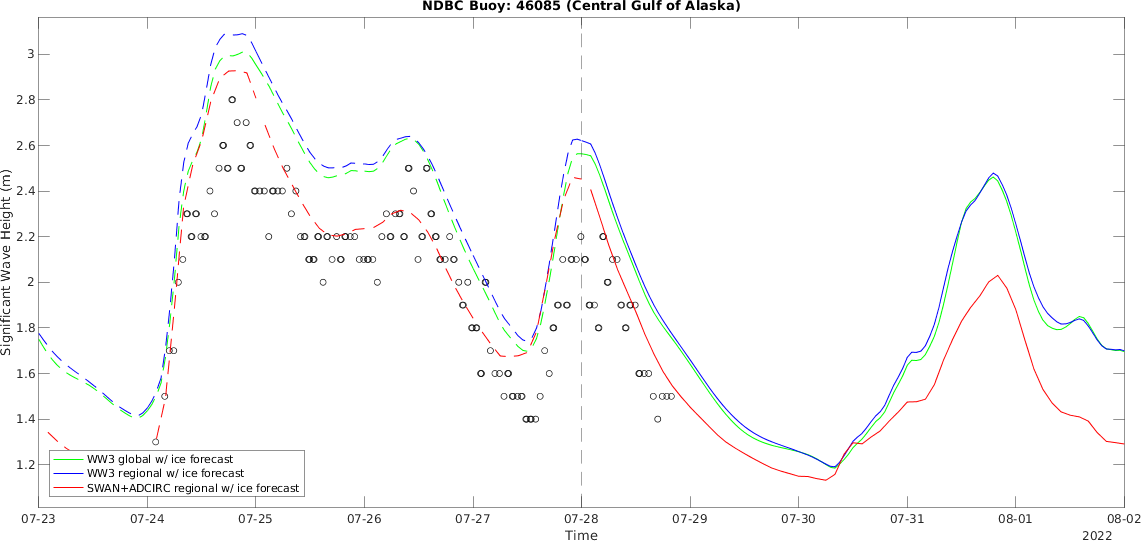 NDBC Buoy: 46085 (Central Gulf of Alaska)
Significant Wave Height (m)
3
2.8
2.6
2.4
2.2
2
1.8
1.6
1.4
1.2
WW3 global w/ ice forecast
WW3 regional w/ ice forecast
SWAN+ADCIRC regional w/ ice forecast
07-23 07-24 07-25 07-26 07-27 07-28 07-29 07-30 07-31 08-01 08-02
Time 2022